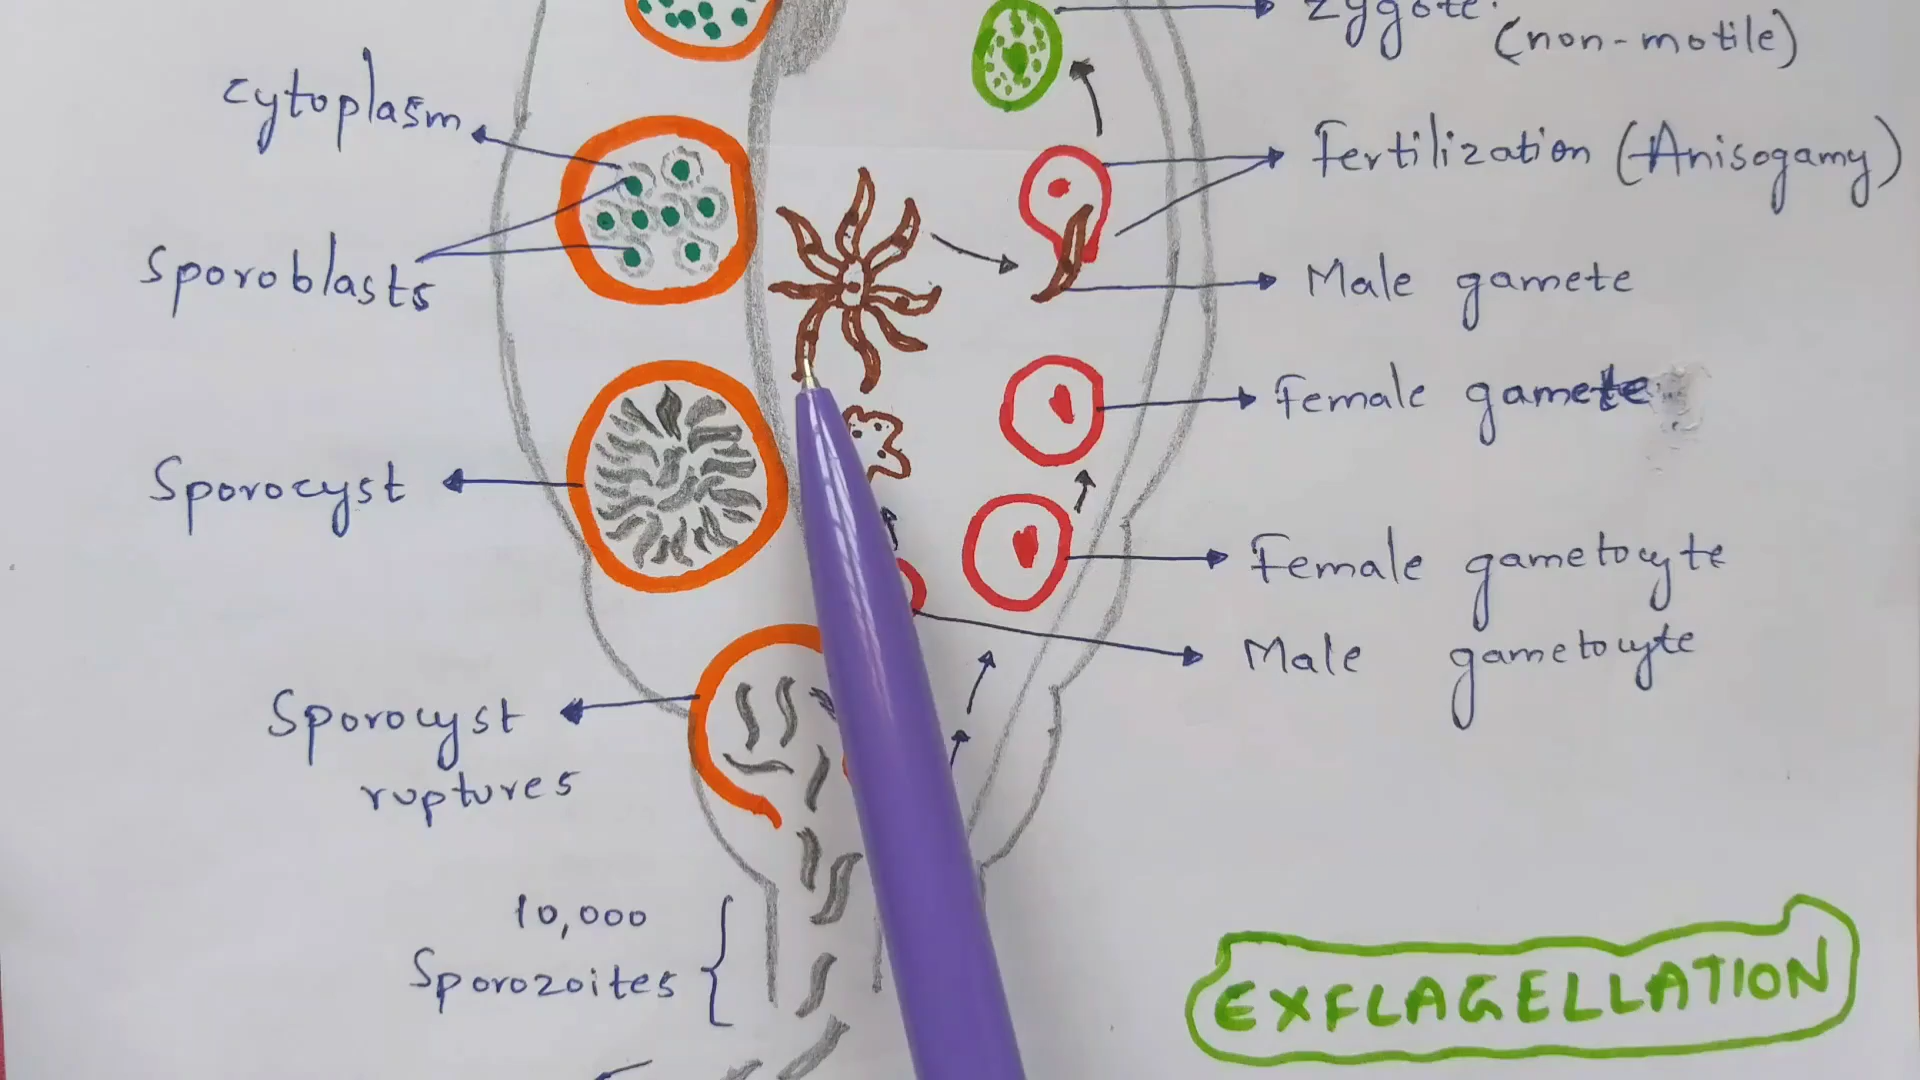 Zygote.
(non-motile)
Cytoplasm
Fertilization (Anisogamy)
Sporoblasts
Male gamete
Female gamete
Sporocyst
Female gametocyte
Male gametocyte
Sporocyst
ruptures
10,000
Sporozoites
EXFLAGELLATION